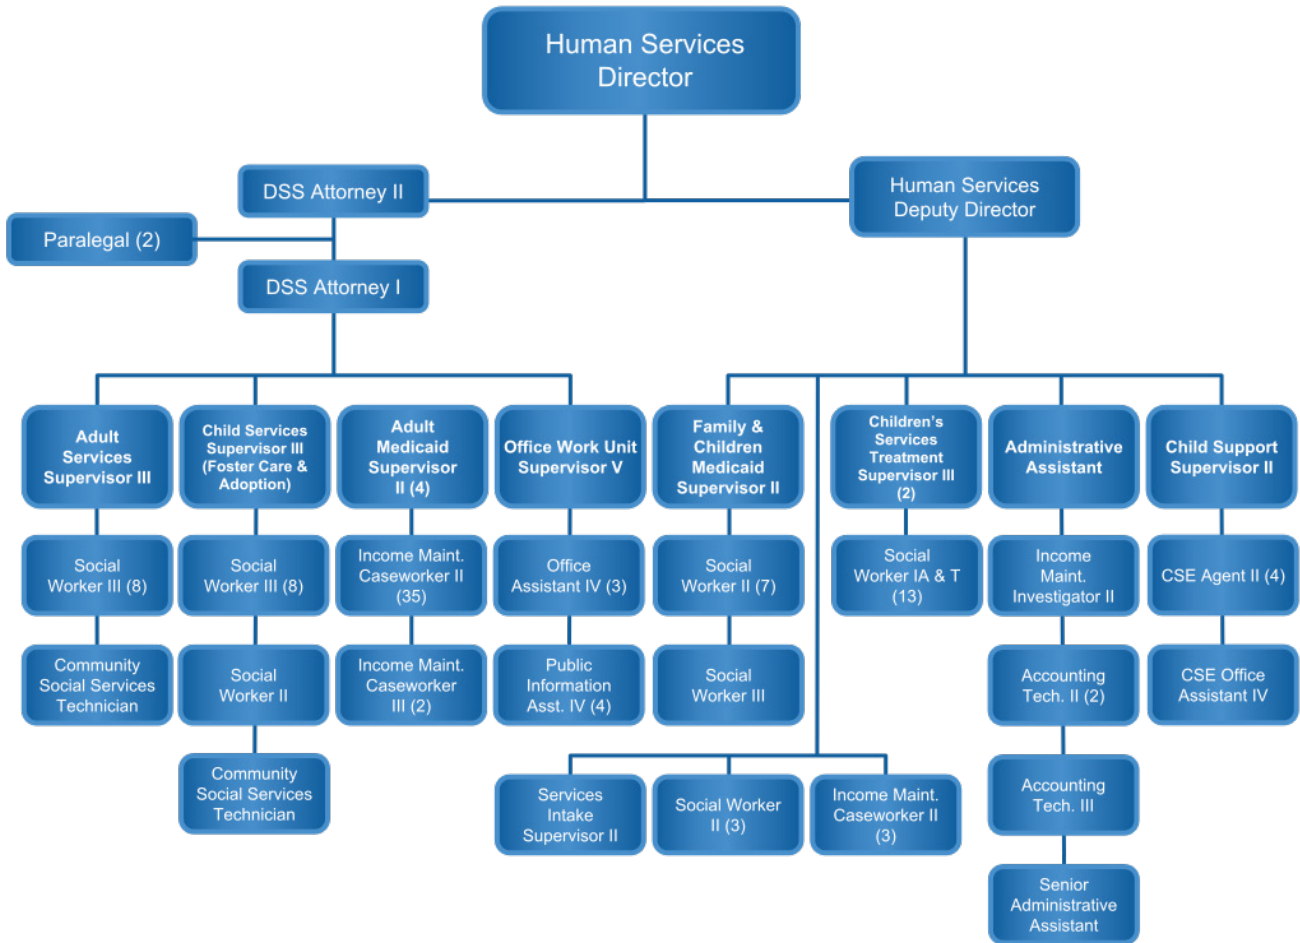 Human Services
Director
DSS Attorney II
Human Services
Deputy Director
Paralegal (2)
DSS Attorney I
Adult
Services
Supervisor III
Child Services
Supervisor III
(Foster Care &
Adoption)
Adult
Medicaid
Supervisor
II (4)
Office Work Unit
Supervisor V
Family &
Children
Medicaid
Supervisor II
Children's
Services
Treatment
Supervisor III
(2)
Administrative
Assistant
Child Support
Supervisor II
Social
Worker III (8)
Social
Worker III (8)
Income Maint.
Caseworker II
(35)
Office
Assistant IV (3)
Social
Worker II (7)
Social
Worker IA & T
(13)
Income
Maint.
Investigator II
CSE Agent II (4)
Community
Social Services
Technician
Social
Worker II
Income Maint.
Caseworker
III (2)
Public
Information
Asst. IV (4)
Social
Worker III
Accounting
Tech. II (2)
CSE Office
Assistant IV
Community
Social Services
Technician
Services
Intake
Supervisor II
Social Worker
II (3)
Income Maint.
Caseworker II
(3)
Accounting
Tech. III
Senior
Administrative
Assistant